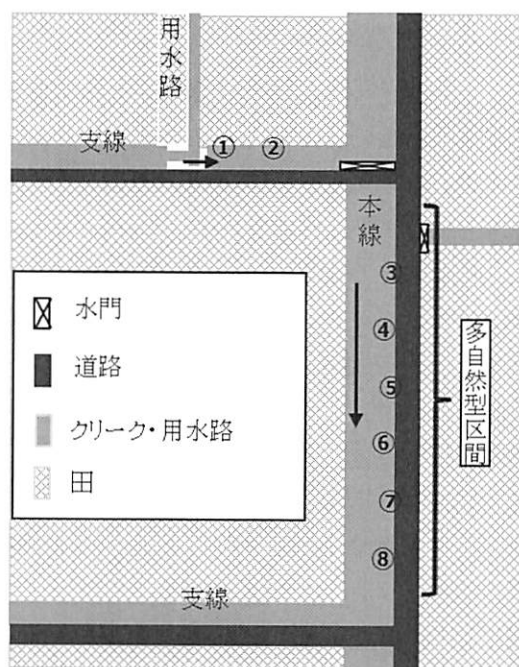 用水路
支線
①
②
本線
③
④
⑤
⑥
⑦
⑧
多自然型区間
水門
道路
クリーク・用水路
田
支線